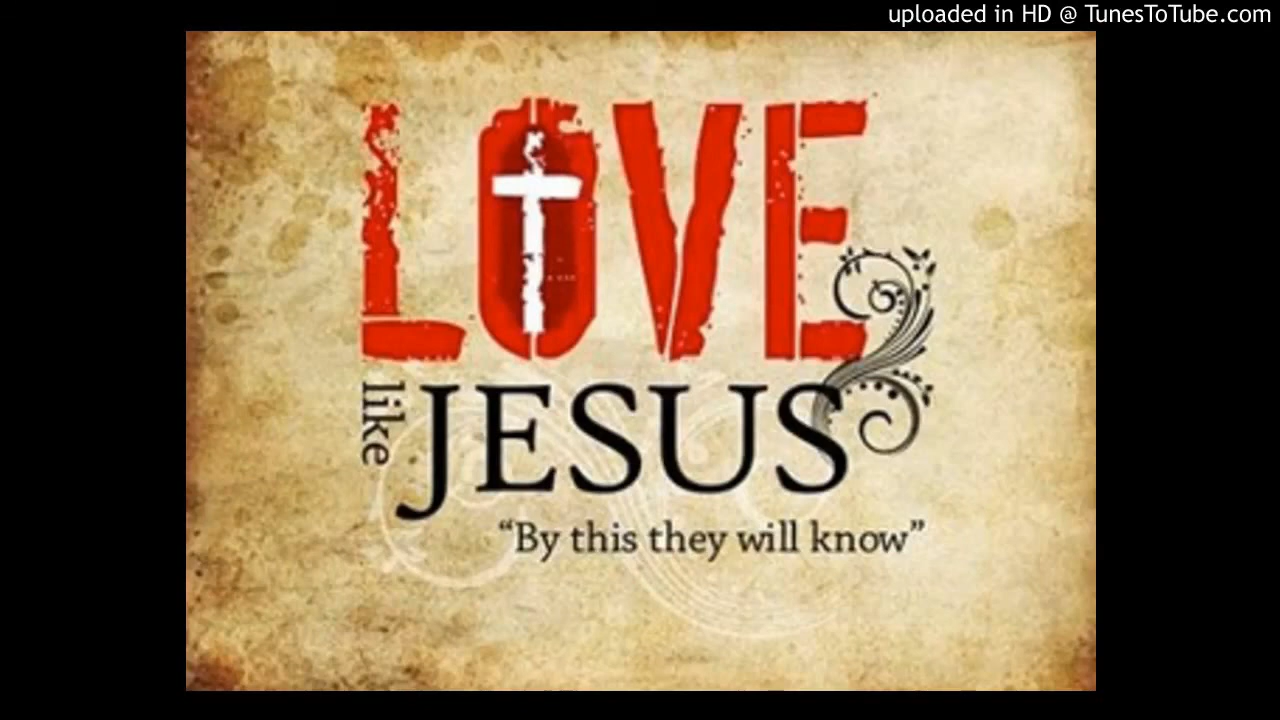 uploaded in HD @ TunesToTube.com
LOVE
like
JESUS
“By this they will know”